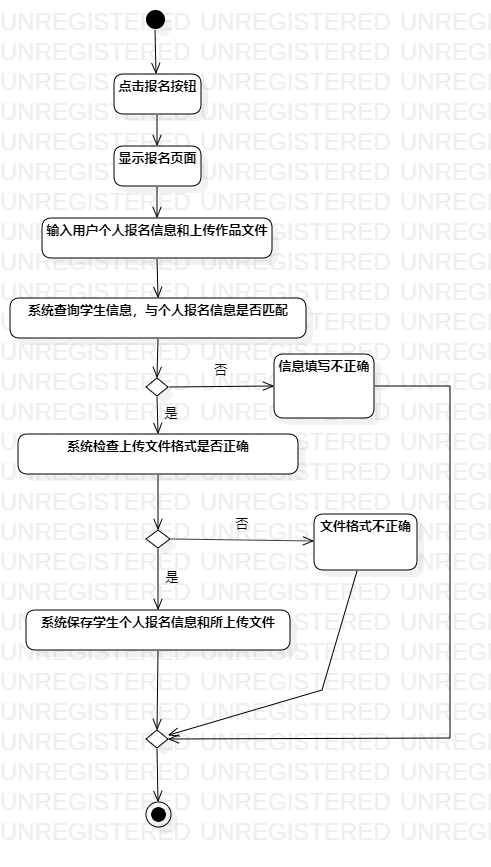 点击报名按钮
显示报名页面
输入用户个人报名信息和上传作品文件
系统查询学生信息，与个人报名信息是否匹配
否
信息填写不正确
是
系统检查上传文件格式是否正确
否
文件格式不正确
是
系统保存学生个人报名信息和所上传文件
UNREGISTERED